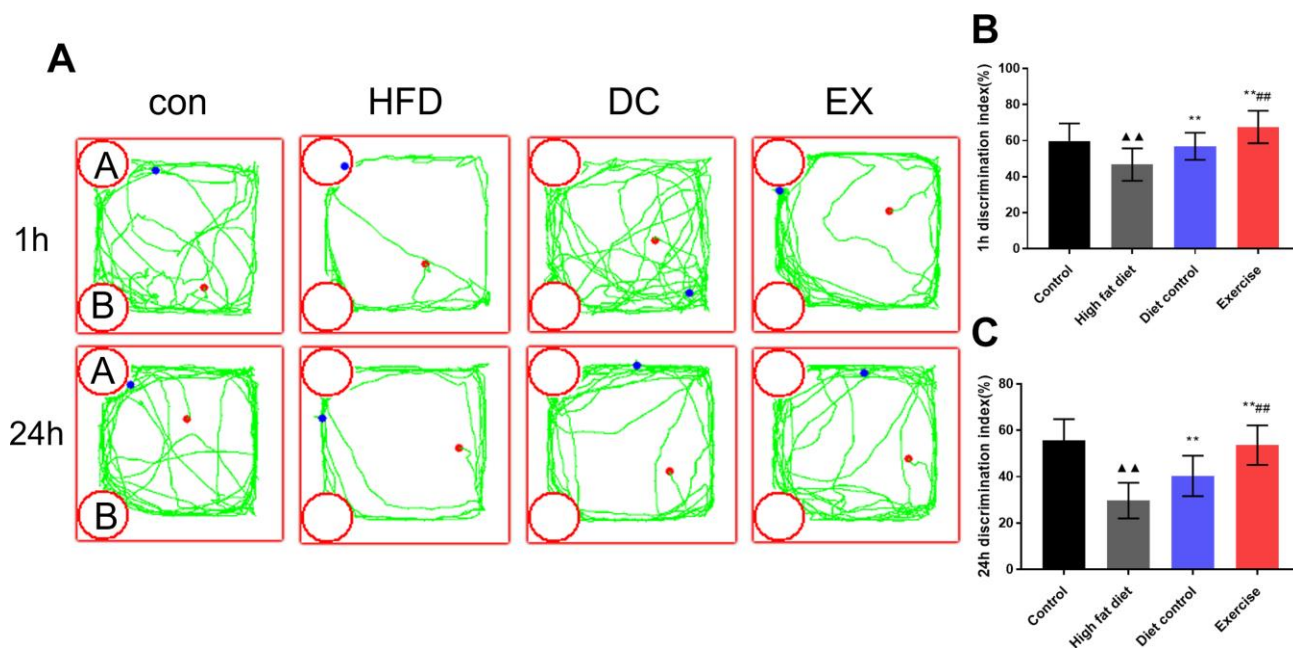 A
con HFD DC EX
1h
A
B
24h
A
B
B
1h discrimination index(%)
100
80
60
40
20
0
▲▲
**
**##
Control
High fat diet
Diet control
Exercise
C
24h discrimination index(%)
80
60
40
20
0
▲▲
**
**##
Control
High fat diet
Diet control
Exercise